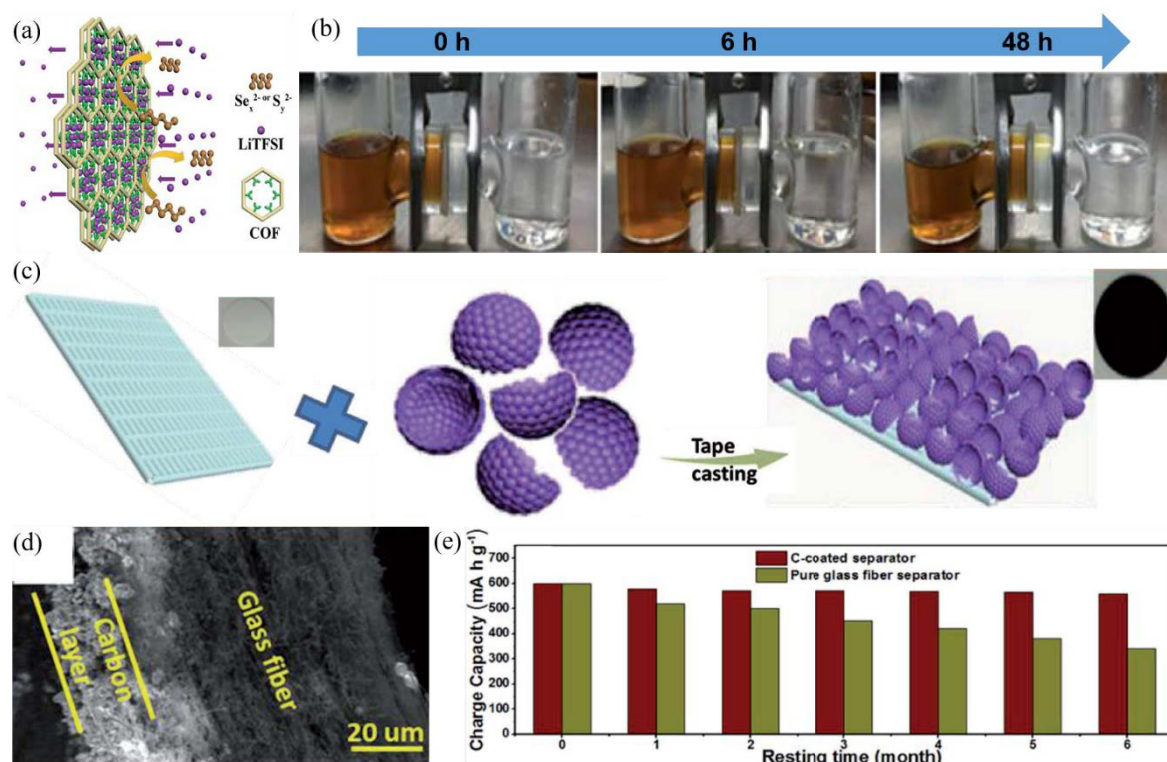 (a)
Seₓ²⁻ or Sᵧ²⁻
LiTFSI
COF
(b)
0 h 6 h 48 h
(c)
Tape
casting
(d)
Carbon
layer
Glass fiber
20 um
(e)
Charge Capacity (mA h g⁻¹)
700
600
500
400
300
200
100
0
C-coated separator
Pure glass fiber separator
0 1 2 3 4 5 6
Resting time (month)